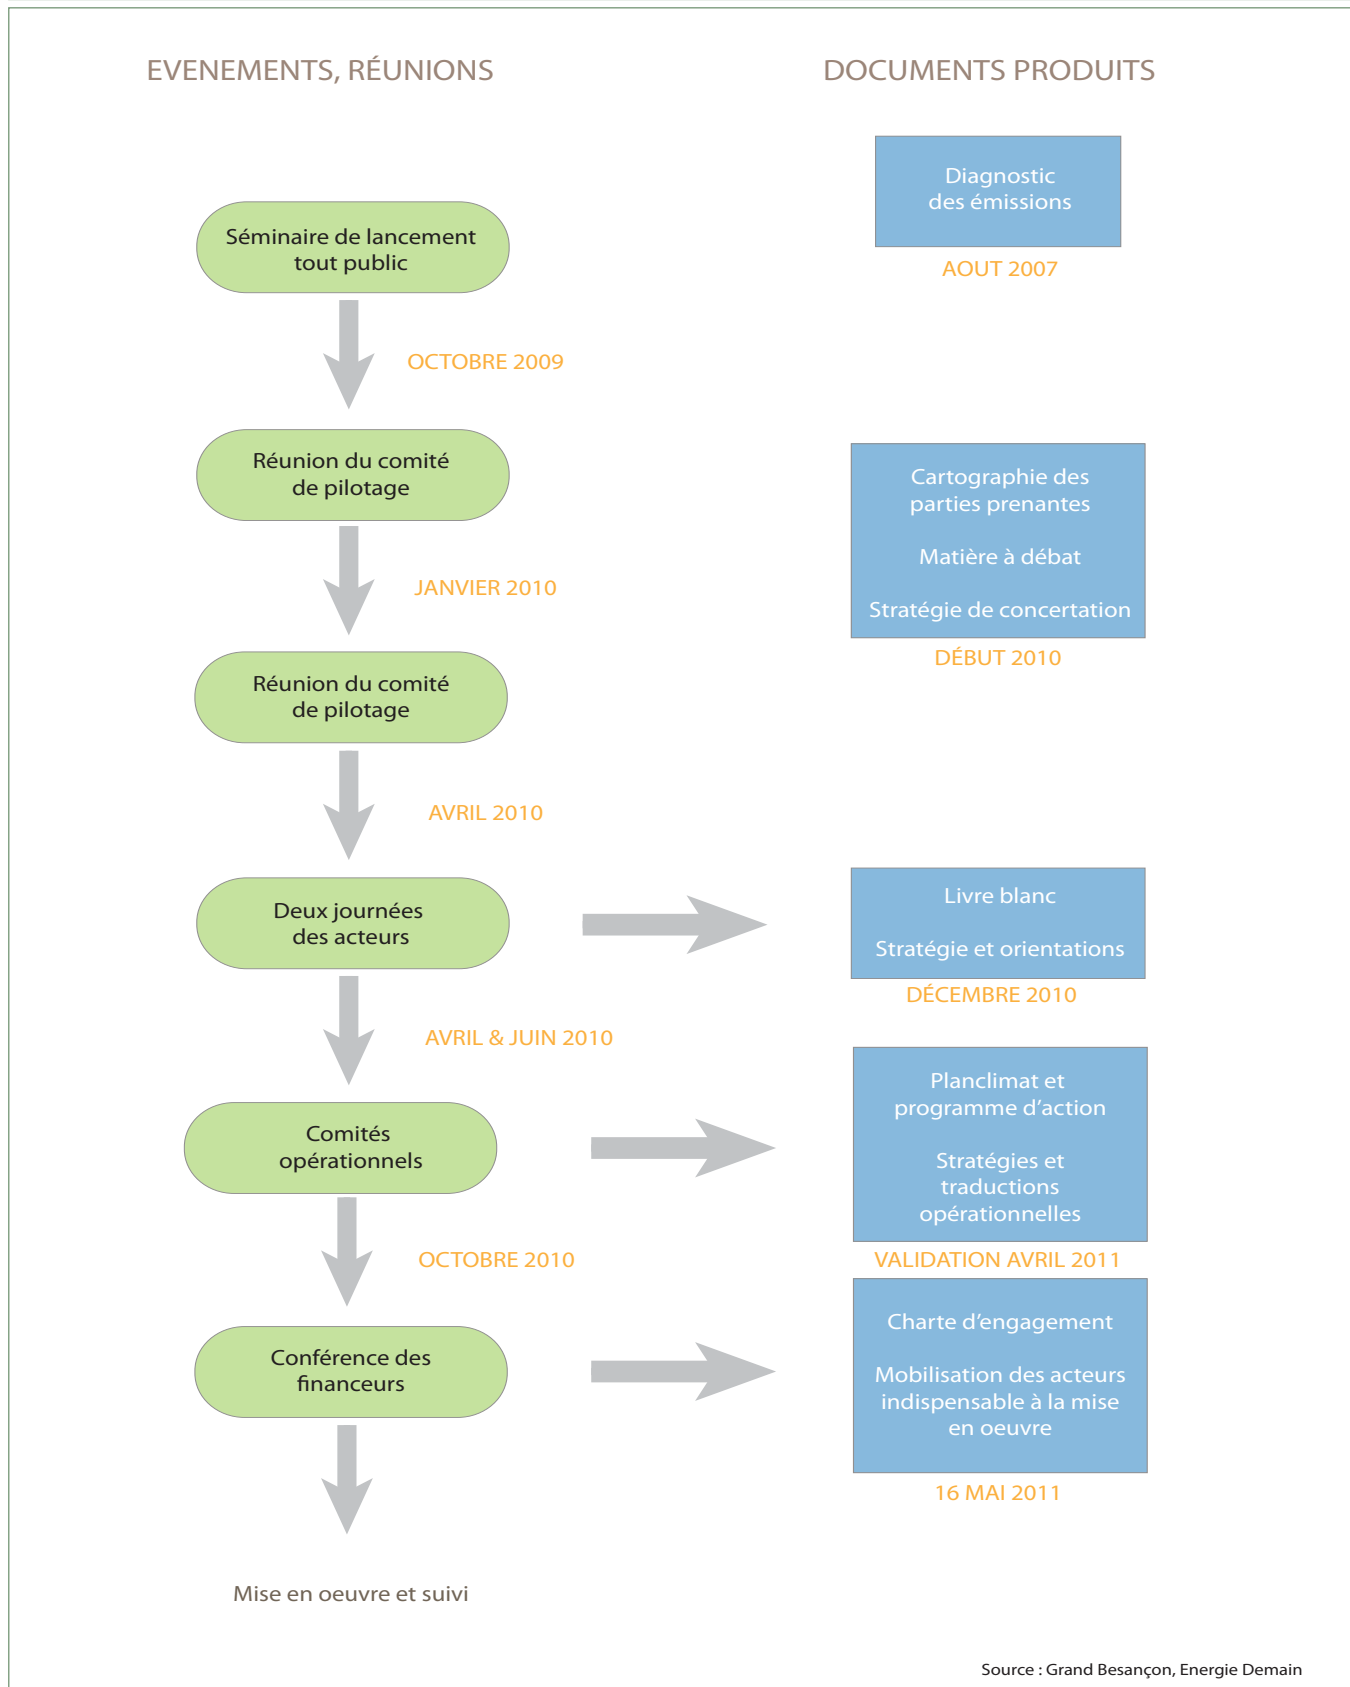 EVENEMENTS, RÉUNIONS
DOCUMENTS PRODUITS
Diagnostic
des émissions
AOUT 2007
Séminaire de lancement
tout public
OCTOBRE 2009
Réunion du comité
de pilotage
Cartographie des
parties prenantes
Matière à débat
Stratégie de concertation
DÉBUT 2010
JANVIER 2010
Réunion du comité
de pilotage
AVRIL 2010
Deux journées
des acteurs
Livre blanc
Stratégie et orientations
DÉCEMBRE 2010
AVRIL & JUIN 2010
Comités
opérationnels
Planclimat et
programme d’action
Stratégies et
traductions
opérationnelles
VALIDATION AVRIL 2011
OCTOBRE 2010
Conférence des
financeurs
Charte d’engagement
Mobilisation des acteurs
indispensable à la mise
en oeuvre
16 MAI 2011
Mise en oeuvre et suivi
Source : Grand Besançon, Energie Demain